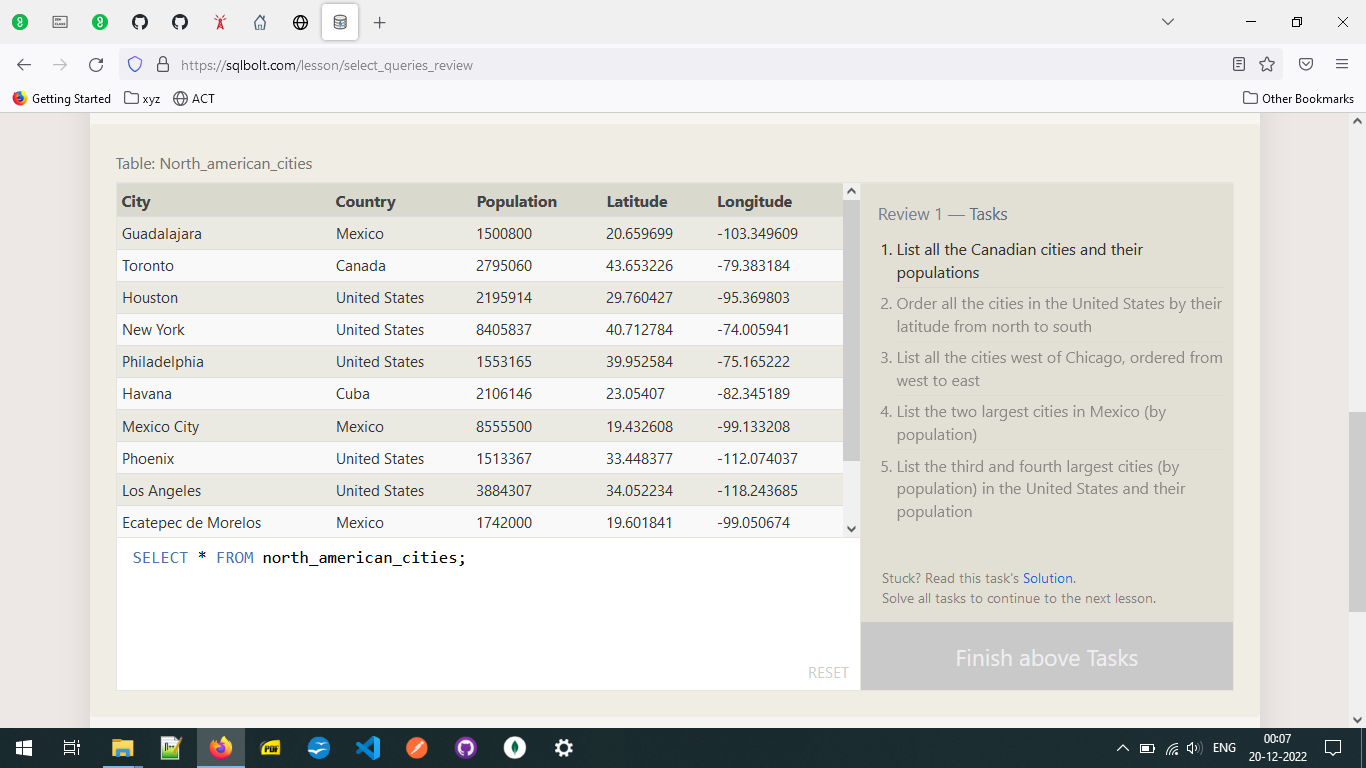 https://sqlbolt.com/lesson/select_queries_review
Getting Started xyz ACT Other Bookmarks
Table: North_american_cities
City Country Population Latitude Longitude
Guadalajara Mexico 1500800 20.659699 -103.349609
Toronto Canada 2795060 43.653226 -79.383184
Houston United States 2195914 29.760427 -95.369803
New York United States 8405837 40.712784 -74.005941
Philadelphia United States 1553165 39.952584 -75.165222
Havana Cuba 2106146 23.05407 -82.345189
Mexico City Mexico 8555500 19.432608 -99.133208
Phoenix United States 1513367 33.448377 -112.074037
Los Angeles United States 3884307 34.052234 -118.243685
Ecatepec de Morelos Mexico 1742000 19.601841 -99.050674
SELECT * FROM north_american_cities;
RESET
Review 1 — Tasks
1. List all the Canadian cities and their
populations
2. Order all the cities in the United States by their
latitude from north to south
3. List all the cities west of Chicago, ordered from
west to east
4. List the two largest cities in Mexico (by
population)
5. List the third and fourth largest cities (by
population) in the United States and their
population
Stuck? Read this task's Solution.
Solve all tasks to continue to the next lesson.
Finish above Tasks
PDF
ENG
00:07
20-12-2022